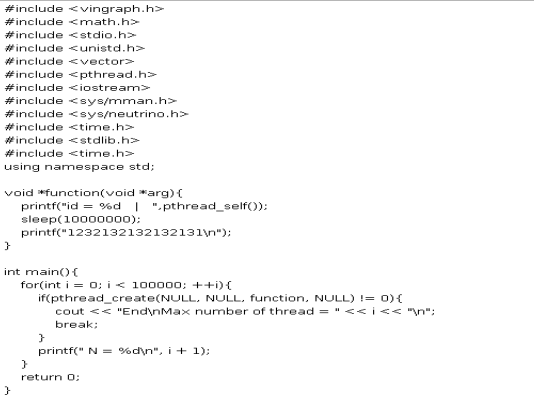 #include <vingraph.h>
#include <math.h>
#include <stdio.h>
#include <unistd.h>
#include <vector>
#include <pthread.h>
#include <iostream>
#include <sys/mman.h>
#include <sys/neutrino.h>
#include <time.h>
#include <stdlib.h>
#include <time.h>
using namespace std;

void *function(void *arg){
    printf("id = %d   |   ",pthread_self());
    sleep(10000000);
    printf("1232132132132131\n");
}

int main(){
    for(int i = 0; i < 100000; ++i){
        if(pthread_create(NULL, NULL, function, NULL) != 0){
            cout << "End\nMax number of thread = " << i << "\n";
            break;
        }
        printf(" N = %d\n", i + 1);
    }
    return 0;
}